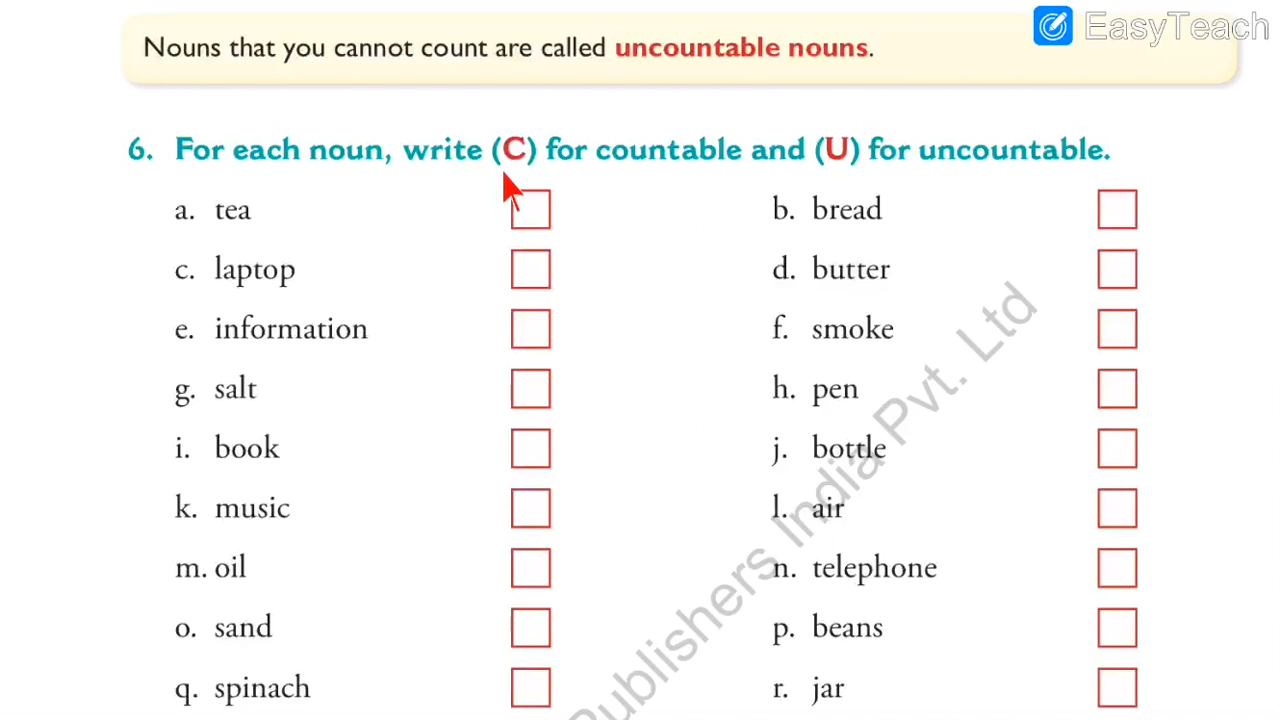 Nouns that you cannot count are called uncountable nouns.
EasyTeach
6. For each noun, write (C) for countable and (U) for uncountable.
a. tea b. bread
c. laptop d. butter
e. information f. smoke
g. salt h. pen
i. book j. bottle
k. music l. air
m. oil n. telephone
o. sand p. beans
q. spinach r. jar
Publishers India Pvt. Ltd